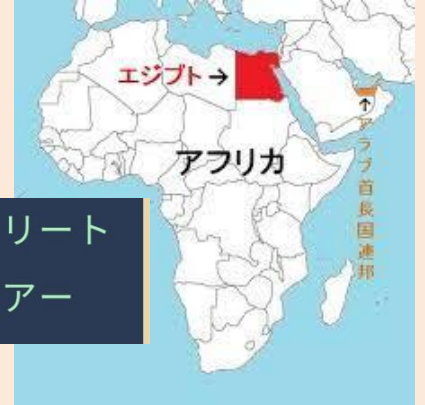 エジプト→
↑
アラブ首長国連邦
アフリカ
リート
アー